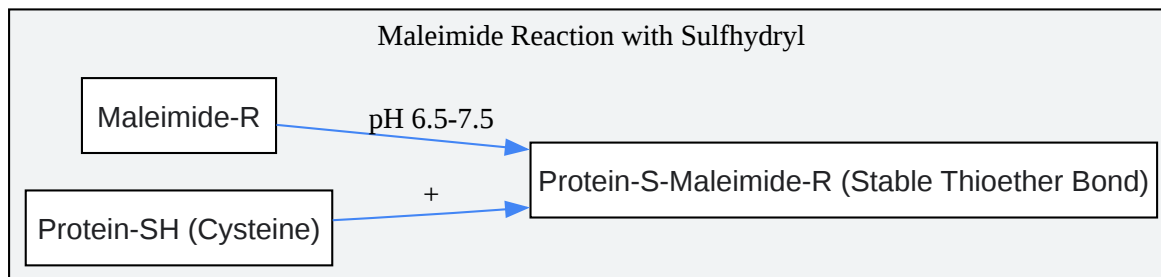 Maleimide Reaction with Sulfhydryl
Maleimide-R
pH 6.5-7.5
Protein-S-Maleimide-R (Stable Thioether Bond)
+
Protein-SH (Cysteine)